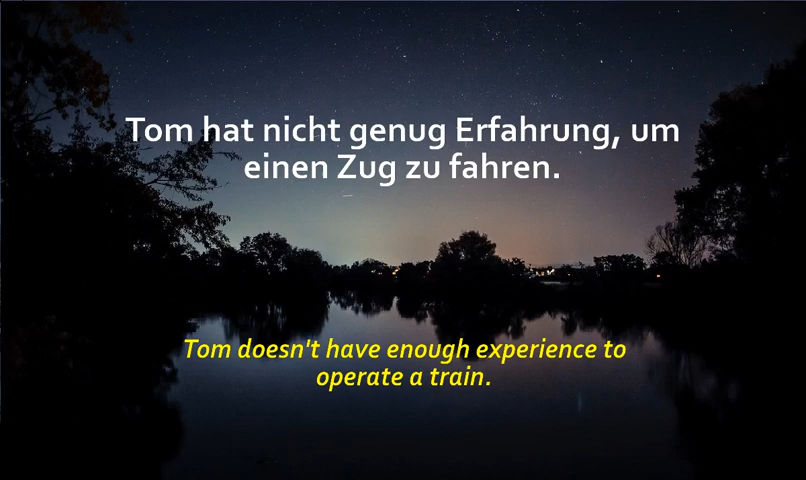 Tom hat nicht genug Erfahrung, um
einen Zug zu fahren.
Tom doesn't have enough experience to
operate a train.